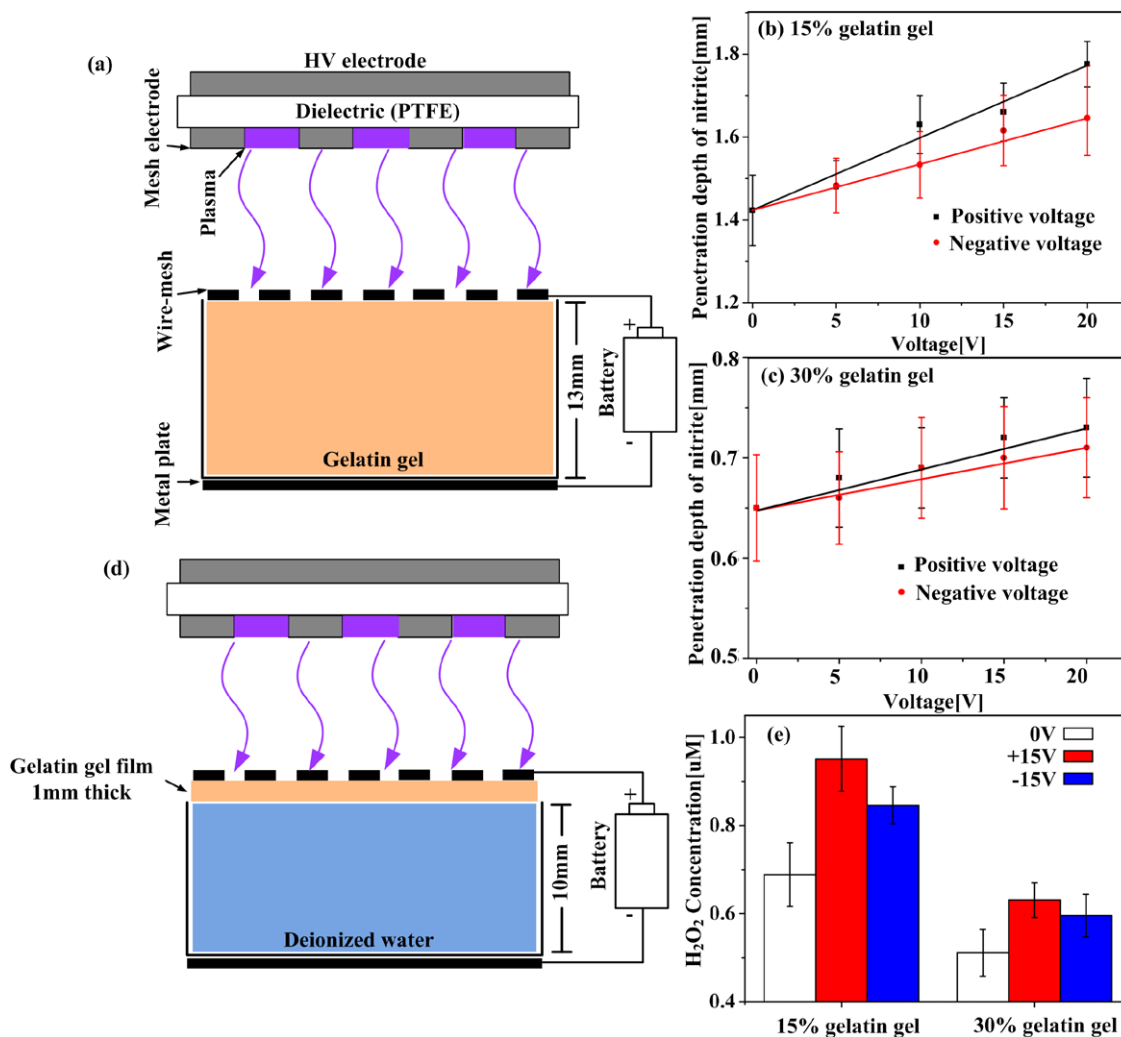 (a)
HV electrode
Dielectric (PTFE)
Mesh electrode
Plasma
Wire-mesh
+
Battery
-
13mm
Gelatin gel
Metal plate
(b) 15% gelatin gel
Penetration depth of nitrite[mm]
1.8
1.6
1.4
1.2
Positive voltage
Negative voltage
0 5 10 15 20
Voltage[V]
(c) 30% gelatin gel
Penetration depth of nitrite[mm]
0.7
0.6
0.5
Positive voltage
Negative voltage
0 5 10 15 20
Voltage[V]
(d)
Gelatin gel film
1mm thick
+
Battery
-
10mm
Deionized water
(e)
H₂O₂ Concentration[uM]
1.0
0.8
0.6
0.4
0V
+15V
-15V
15% gelatin gel 30% gelatin gel